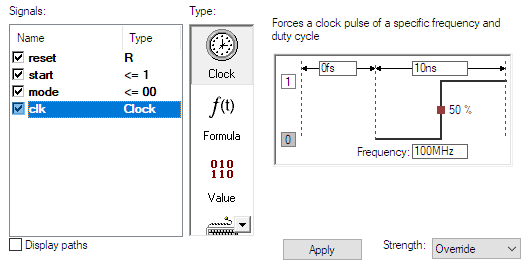 Signals:
Name Type
reset R
start <= 1
mode <= 00
clk Clock
Display paths
Type:
Clock
f(t)
Formula
010
110
Value
Forces a clock pulse of a specific frequency and
duty cycle
0fs 10ns
1
50 %
0
Frequency: 100MHz
Apply Strength: Override